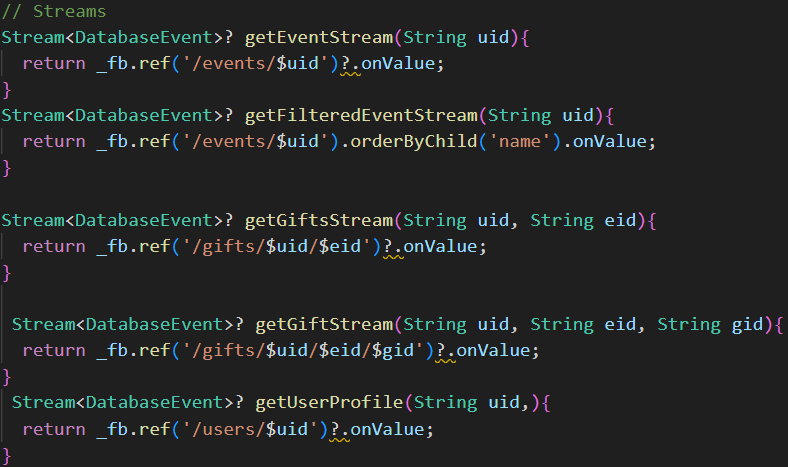 // Streams
Stream<DatabaseEvent>? getEventStream(String uid){
  return _fb.ref('/events/$uid')?.onValue;
}
Stream<DatabaseEvent>? getFilteredEventStream(String uid){
  return _fb.ref('/events/$uid').orderByChild('name').onValue;
}
Stream<DatabaseEvent>? getGiftsStream(String uid, String eid){
  return _fb.ref('/gifts/$uid/$eid')?.onValue;
}
 Stream<DatabaseEvent>? getGiftStream(String uid, String eid, String gid){
  return _fb.ref('/gifts/$uid/$eid/$gid')?.onValue;
}
 Stream<DatabaseEvent>? getUserProfile(String uid,){
  return _fb.ref('/users/$uid')?.onValue;
}